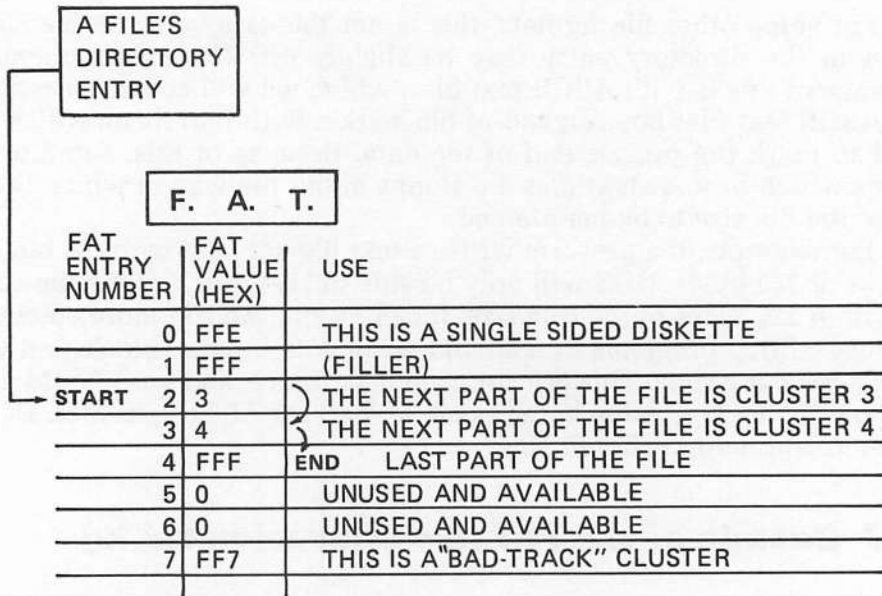 A FILE'S
DIRECTORY
ENTRY
F. A. T.
FAT ENTRY NUMBER FAT VALUE (HEX) USE
0 FFE THIS IS A SINGLE SIDED DISKETTE
1 FFF (FILLER)
START 2 3 THE NEXT PART OF THE FILE IS CLUSTER 3
3 4 THE NEXT PART OF THE FILE IS CLUSTER 4
4 FFF END LAST PART OF THE FILE
5 0 UNUSED AND AVAILABLE
6 0 UNUSED AND AVAILABLE
7 FF7 THIS IS A "BAD-TRACK" CLUSTER